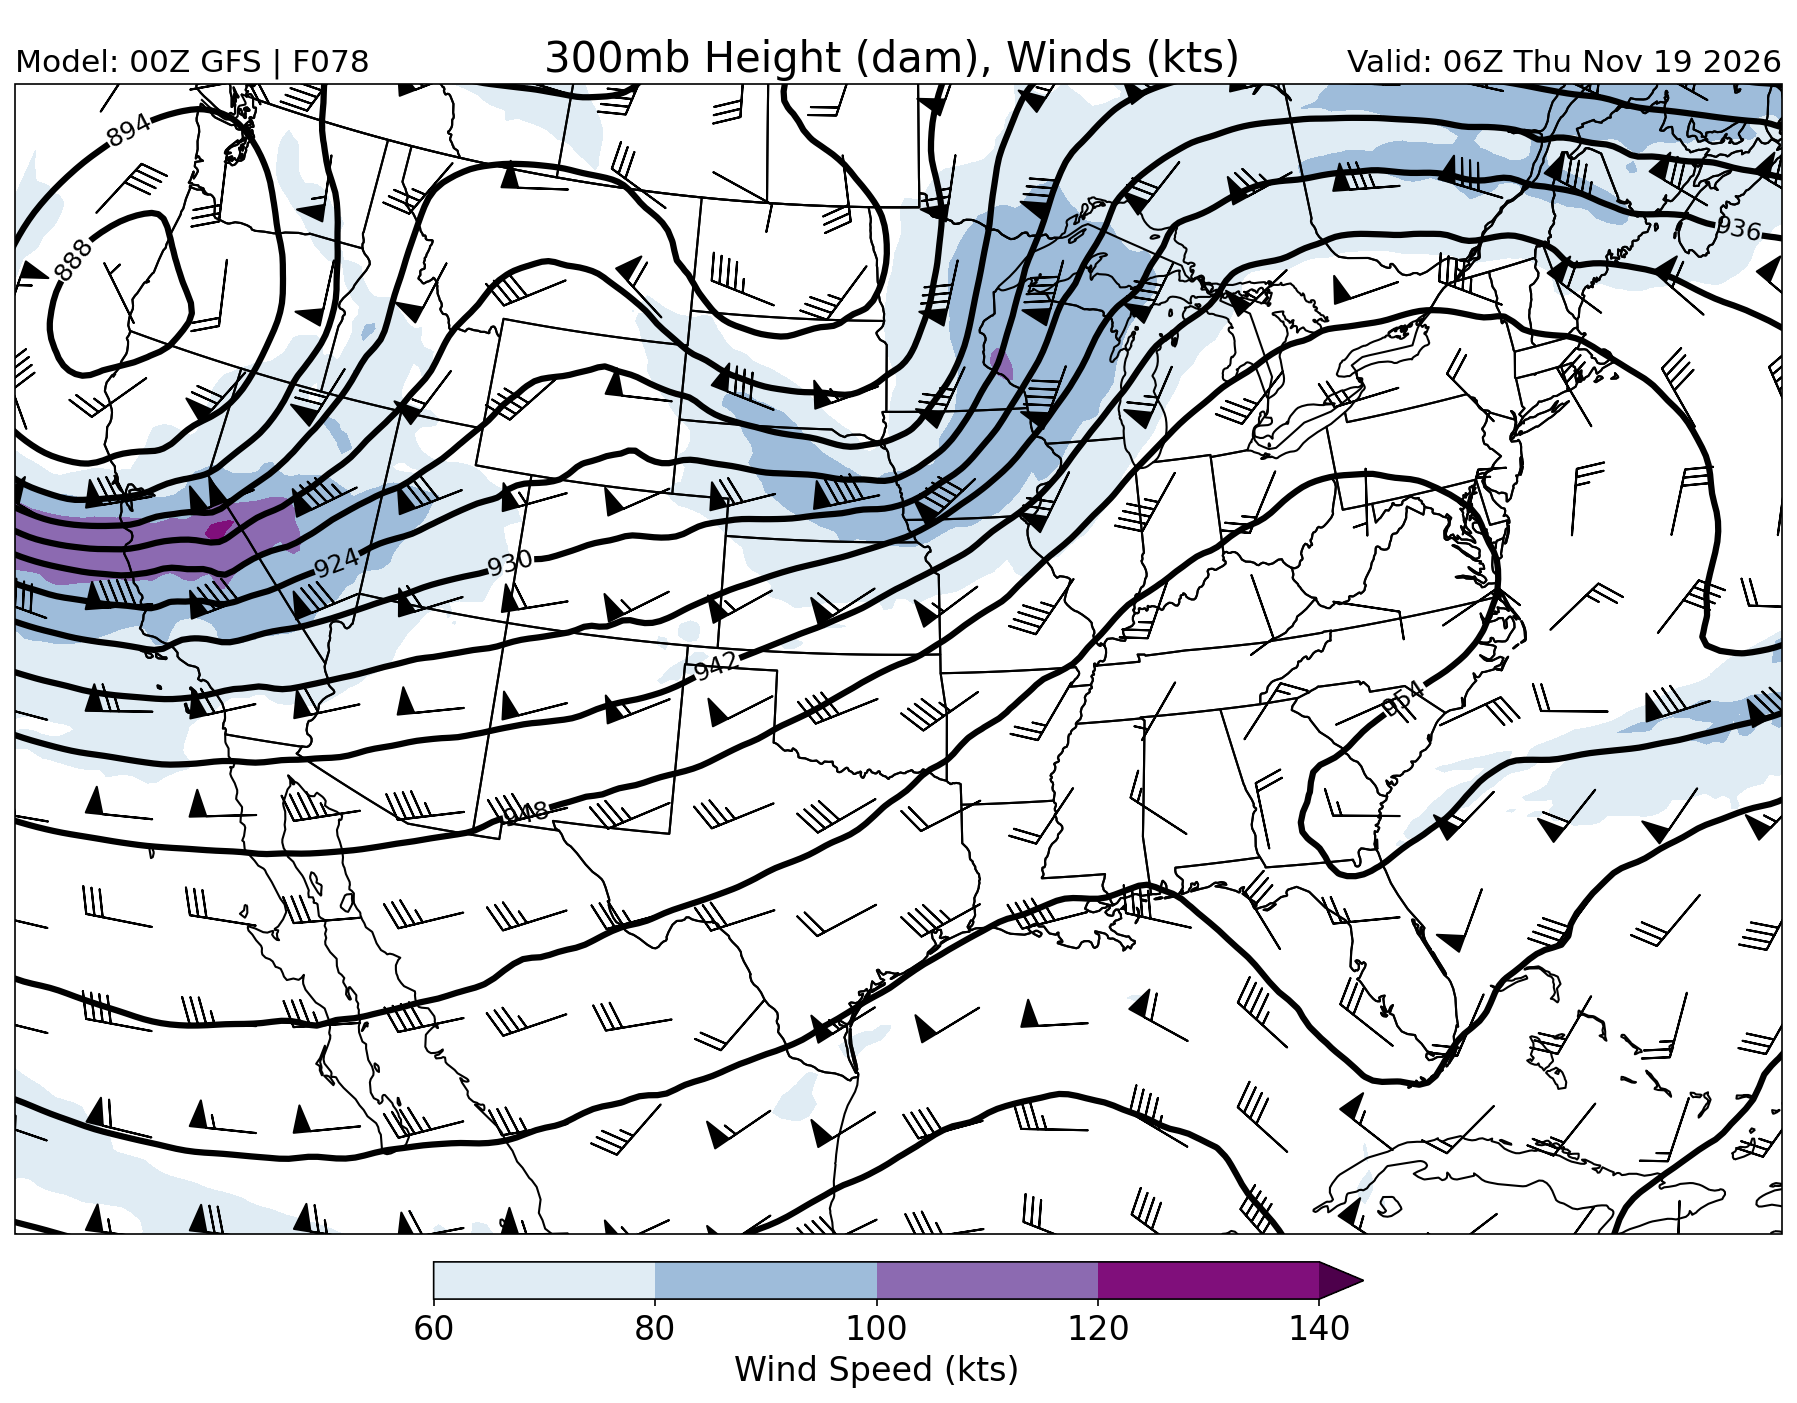 Model: 00Z GFS | F078
300mb Height (dam), Winds (kts)
Valid: 06Z Thu Nov 19 2026
894
888
936
924
930
942
954
948
60 80 100 120 140
Wind Speed (kts)